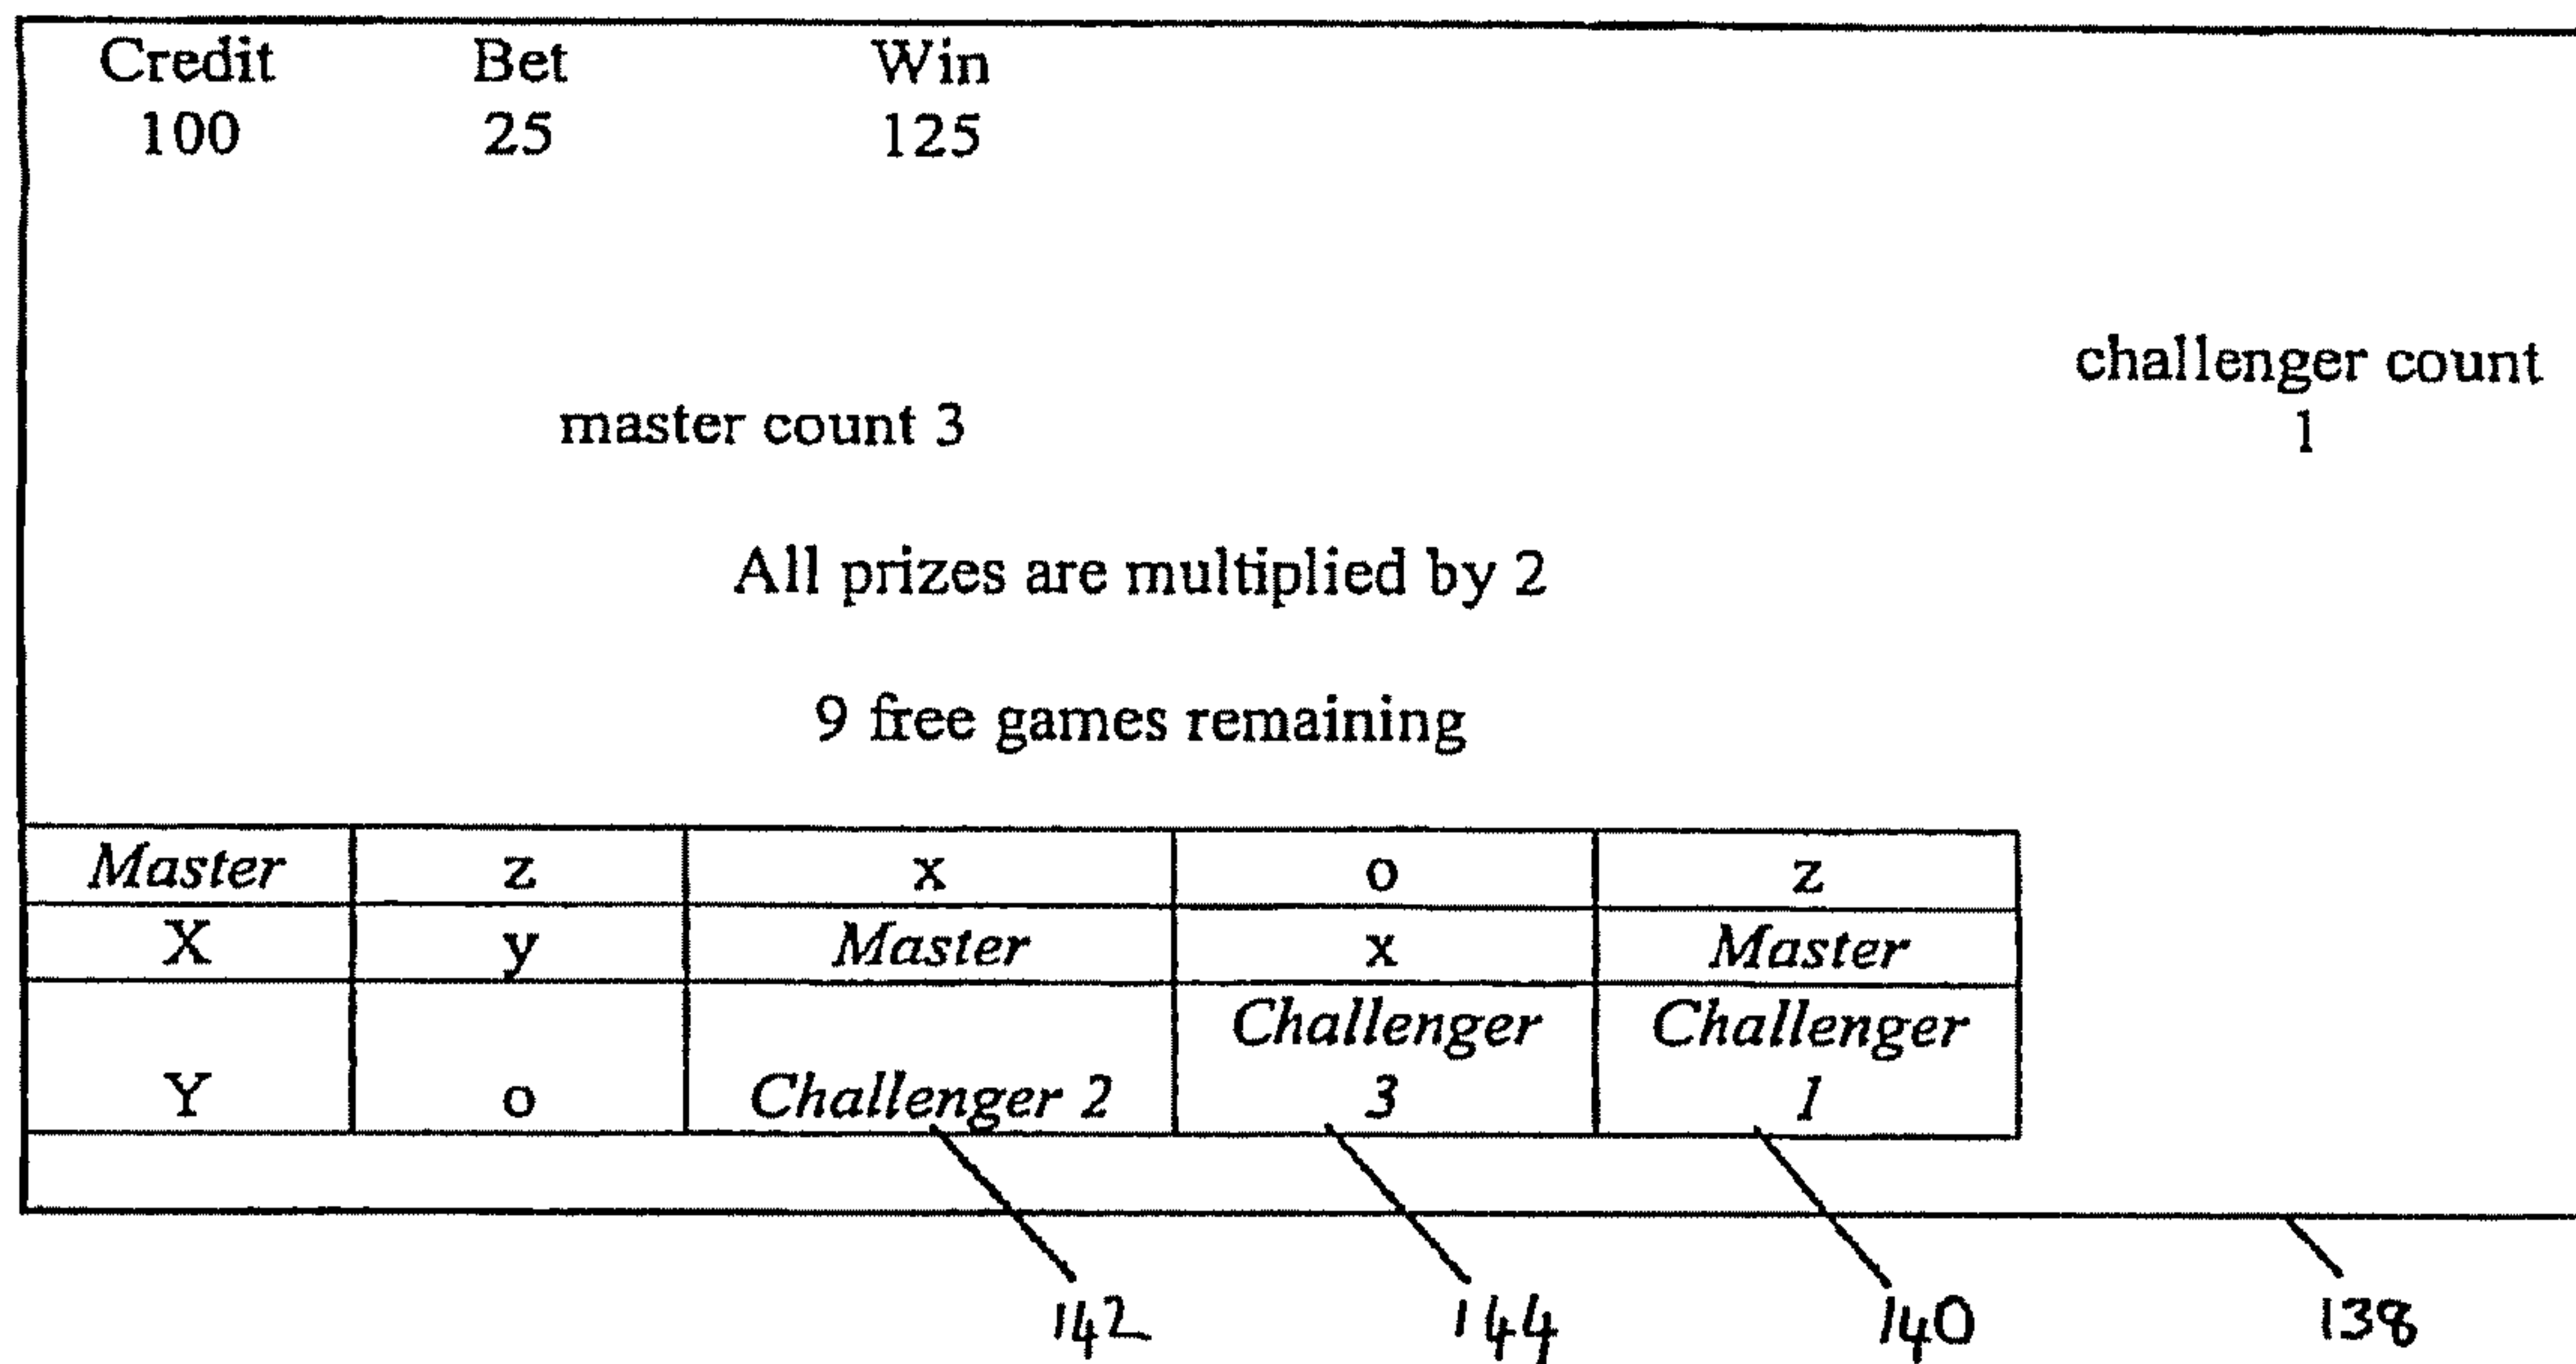 Credit Bet Win
100 25 125
challenger count
master count 3 1
All prizes are multiplied by 2
9 free games remaining
Master z x o z
X y Master x Master
Challenger Challenger
Y o Challenger 2 3 1
142 144 140 138